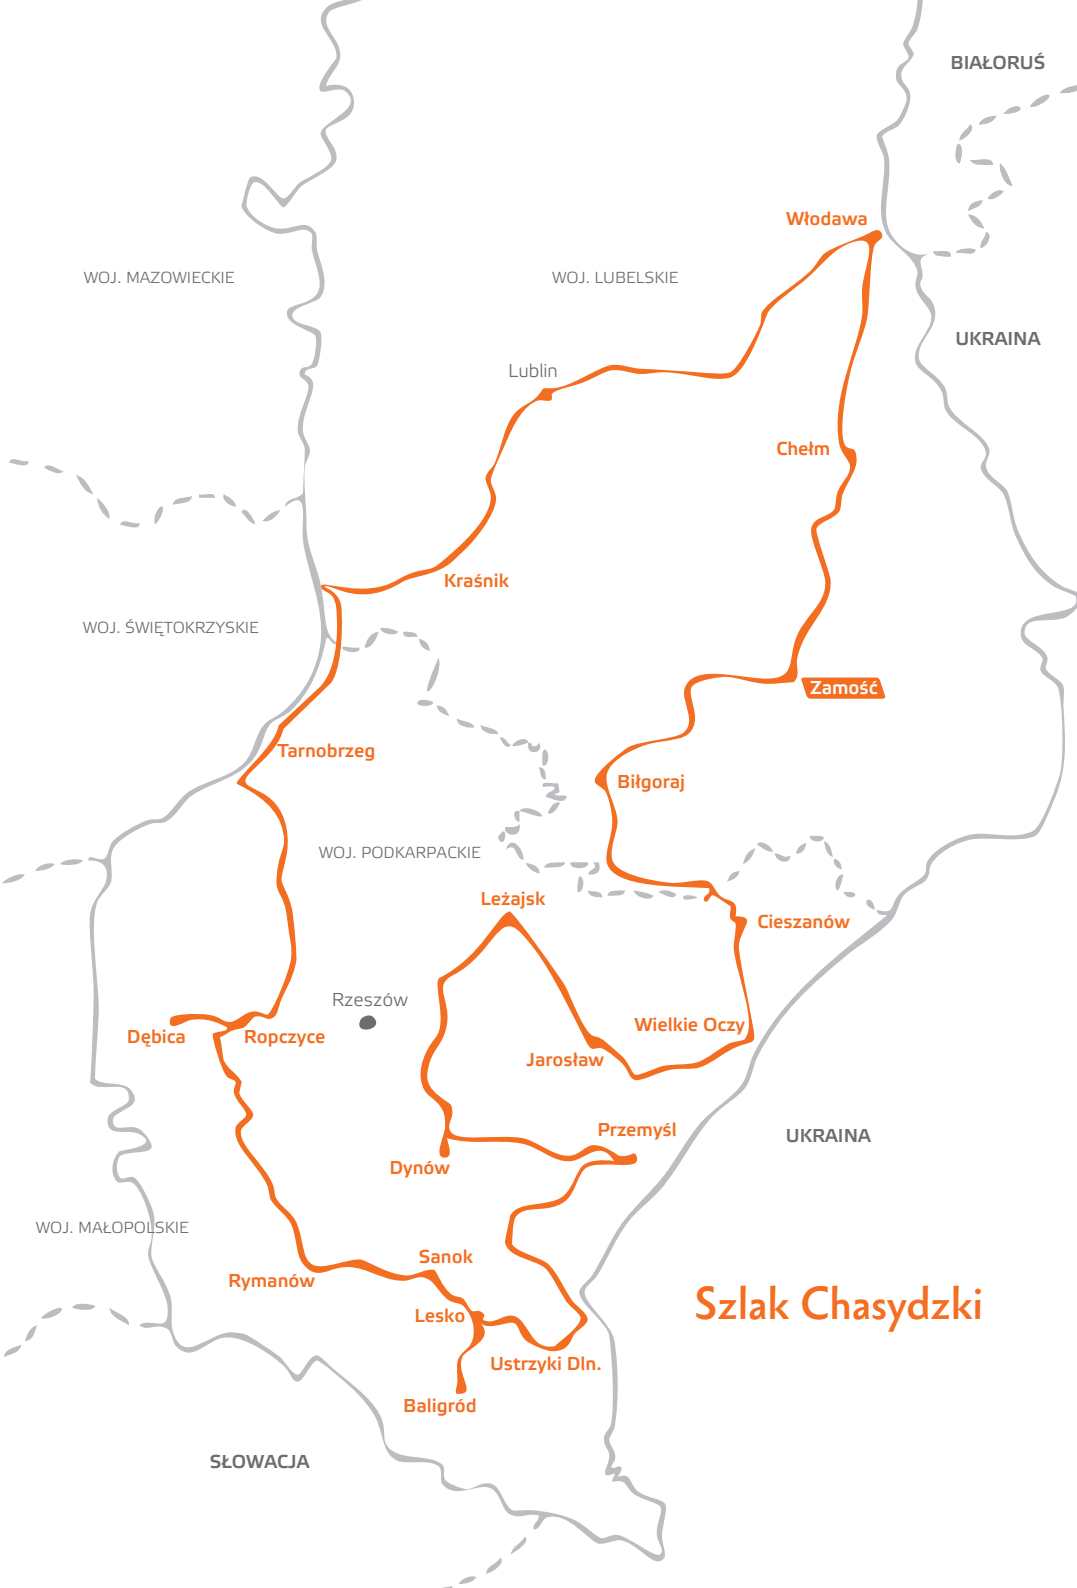 BIAŁORUŚ
Włodawa
WOJ. MAZOWIECKIE
WOJ. LUBELSKIE
UKRAINA
Lublin
Chełm
Kraśnik
WOJ. ŚWIĘTOKRZYSKIE
Zamość
Tarnobrzeg
Biłgoraj
WOJ. PODKARPACKIE
Leżajsk
Cieszanów
Rzeszów
Wielkie Oczy
Dębica
Ropczyce
Jarosław
Przemyśl
UKRAINA
Dynów
WOJ. MAŁOPOLSKIE
Sanok
Rymanów
Szlak Chasydzki
Lesko
Ustrzyki Dln.
Baligród
SŁOWACJA